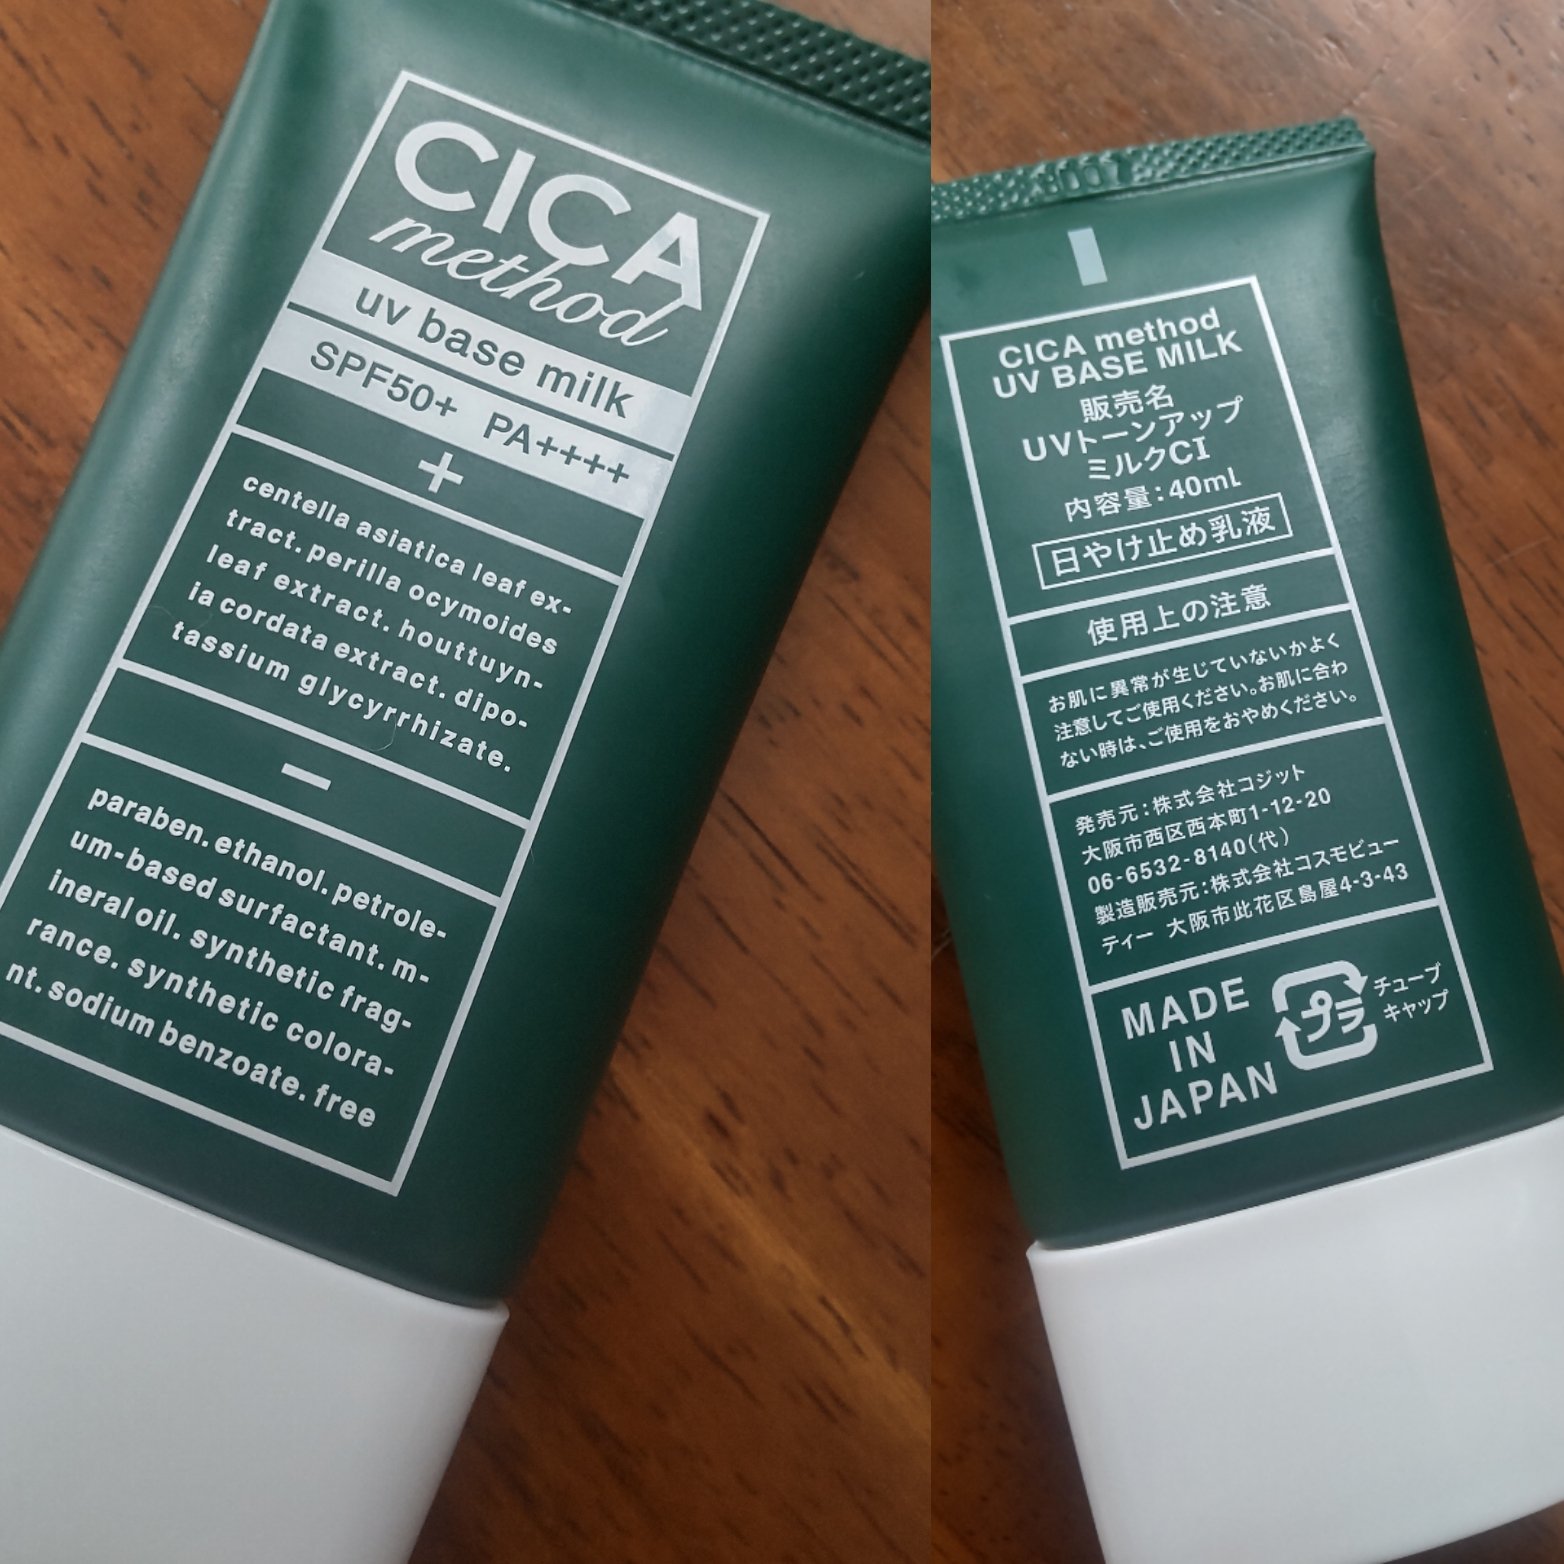 CICA
method
uv base milk
SPF50+ PA++++
+
centella asiatica leaf ex-
tract. perilla ocymoides
leaf extract. houttuyn-
ia cordata extract. dipo-
tassium glycyrrhizate.
−
paraben. ethanol. petrole-
um-based surfactant. m-
ineral oil. synthetic frag-
rance. synthetic colora-
nt. sodium benzoate. free
CICA method
UV BASE MILK
販売名
UVトーンアップ
ミルクCI
内容量：40mL
日やけ止め乳液
使用上の注意
お肌に異常が生じていないかよく
注意してご使用ください。お肌に合わ
ない時は、ご使用をおやめください。
発売元：株式会社コジット
大阪市西区西本町1-12-20
06-6532-8140（代）
製造販売元：株式会社コスモビュー
ティー 大阪市此花区島屋4-3-43
MADE
IN
JAPAN
プラ
チューブ
キャップ